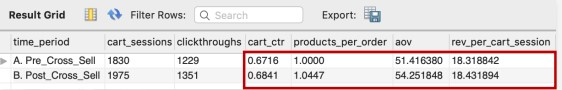 Result Grid Filter Rows: Search Export:
time_period cart_sessions clickthroughs cart_ctr products_per_order aov rev_per_cart_session
A. Pre_Cross_Sell 1830 1229 0.6716 1.0000 51.416380 18.318842
B. Post_Cross_Sell 1975 1351 0.6841 1.0447 54.251848 18.431894